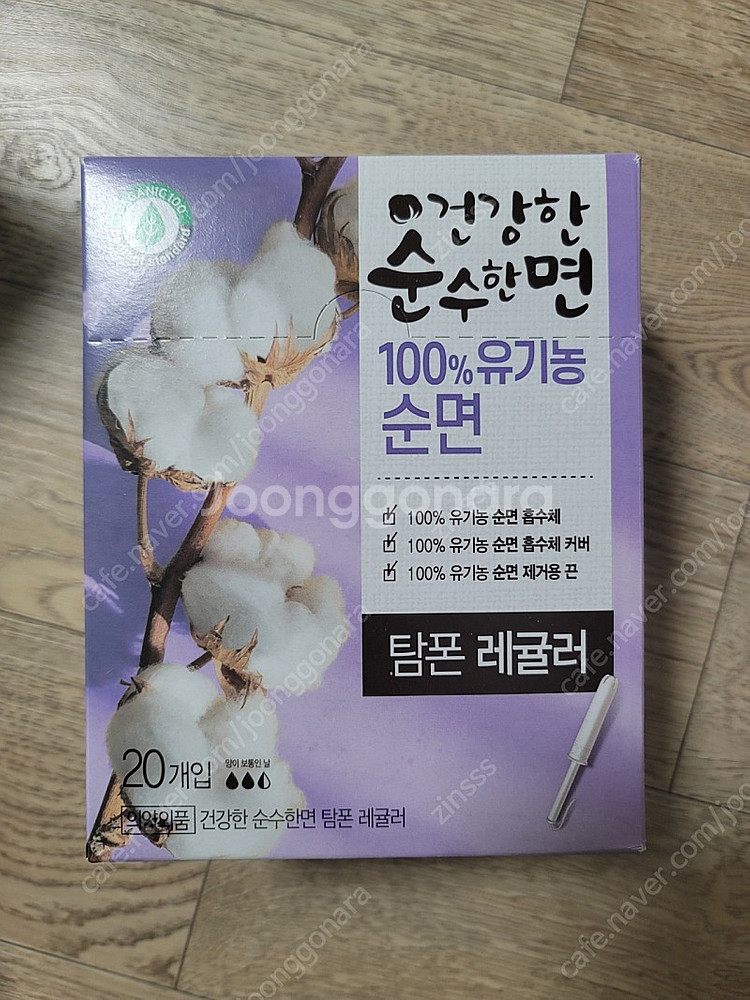 ORGANIC 100
content standard
건강한
순수한면
100%유기농
순면
100% 유기농 순면 흡수체
100% 유기농 순면 흡수체 커버
100% 유기농 순면 제거용 끈
탐폰 레귤러
20개입
양이 보통인 날
의약외품 건강한 순수한면 탐폰 레귤러
Joonggonara
cafe.naver.com/joonggonara
zinsss